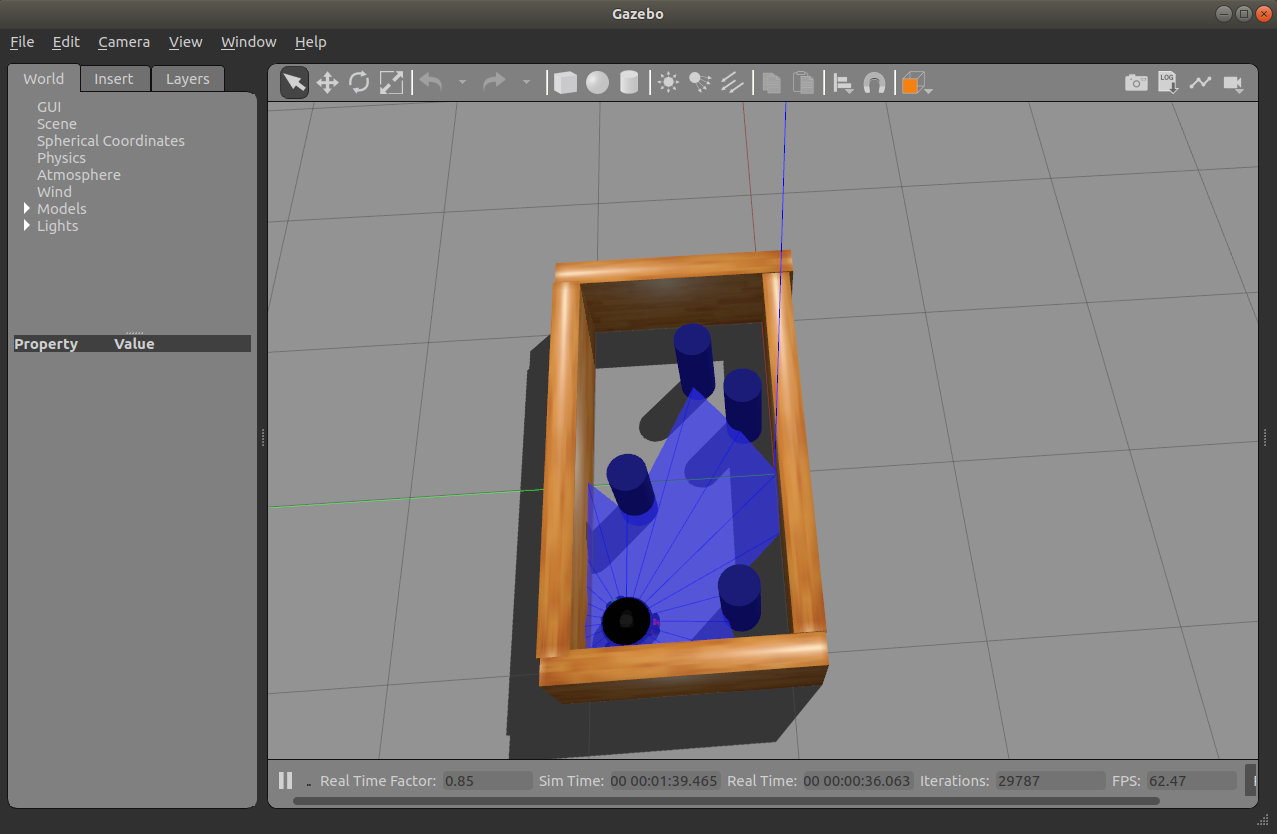 Gazebo
File Edit Camera View Window Help
World Insert Layers
LOG
GUI
Scene
Spherical Coordinates
Physics
Atmosphere
Wind
Models
Lights
Property Value
Real Time Factor: 0.85 Sim Time: 00 00:01:39.465 Real Time: 00 00:00:36.063 Iterations: 29787 FPS: 62.47